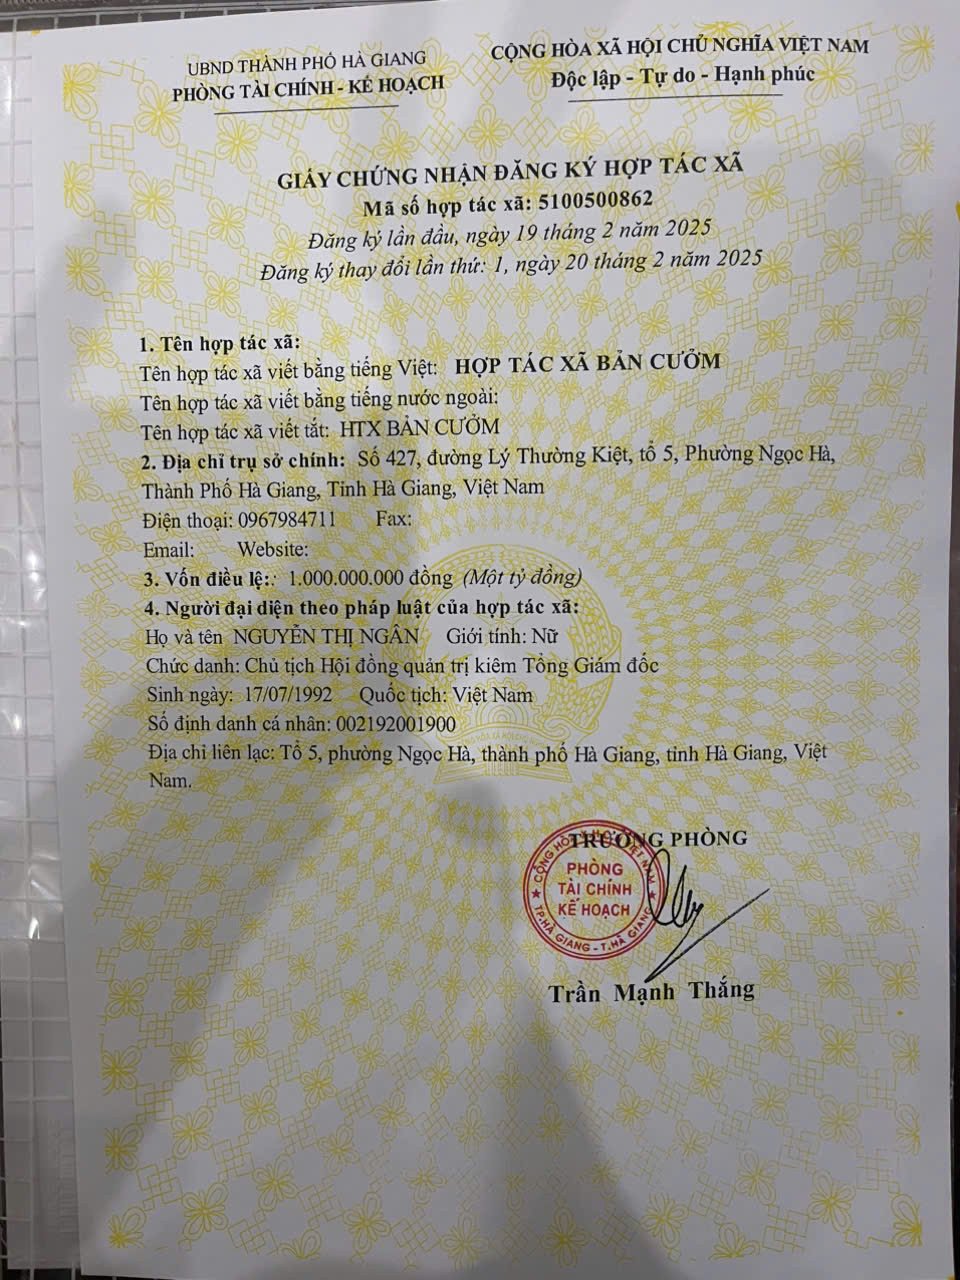 UBND THÀNH PHỐ HÀ GIANG
PHÒNG TÀI CHÍNH - KẾ HOẠCH
CỘNG HÒA XÃ HỘI CHỦ NGHĨA VIỆT NAM
Độc lập - Tự do - Hạnh phúc
GIẤY CHỨNG NHẬN ĐĂNG KÝ HỢP TÁC XÃ
Mã số hợp tác xã: 5100500862
Đăng ký lần đầu, ngày 19 tháng 2 năm 2025
Đăng ký thay đổi lần thứ: 1, ngày 20 tháng 2 năm 2025
1. Tên hợp tác xã:
Tên hợp tác xã viết bằng tiếng Việt: HỢP TÁC XÃ BẢN CƯỞM
Tên hợp tác xã viết bằng tiếng nước ngoài:
Tên hợp tác xã viết tắt: HTX BẢN CƯỞM
2. Địa chỉ trụ sở chính: Số 427, đường Lý Thường Kiệt, tổ 5, Phường Ngọc Hà,
Thành Phố Hà Giang, Tỉnh Hà Giang, Việt Nam
Điện thoại: 0967984711 Fax:
Email: Website:
3. Vốn điều lệ:: 1.000.000.000 đồng (Một tỷ đồng)
4. Người đại diện theo pháp luật của hợp tác xã:
Họ và tên NGUYỄN THỊ NGÂN Giới tính: Nữ
Chức danh: Chủ tịch Hội đồng quản trị kiêm Tổng Giám đốc
Sinh ngày: 17/07/1992 Quốc tịch: Việt Nam
Số định danh cá nhân: 002192001900
Địa chỉ liên lạc: Tổ 5, phường Ngọc Hà, thành phố Hà Giang, tỉnh Hà Giang, Việt
Nam.
TRƯỞNG PHÒNG
CỘNG HÒA X.H.C.N VIỆT NAM
PHÒNG
TÀI CHÍNH
KẾ HOẠCH
TP.HÀ GIANG - T.HÀ GIANG
Trần Mạnh Thắng